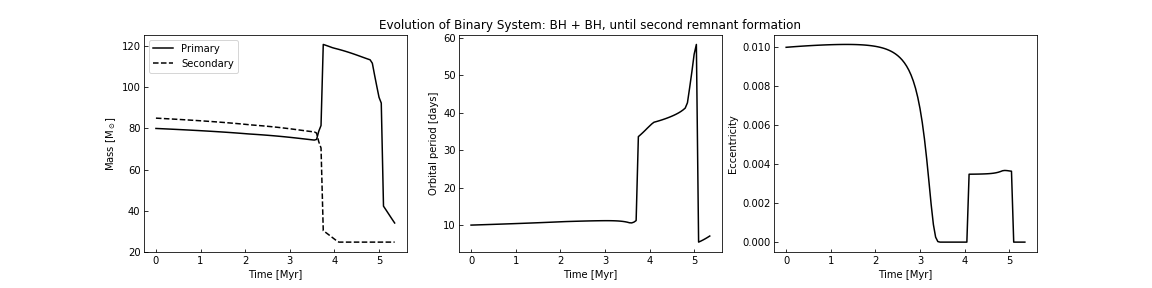 Evolution of Binary System: BH + BH, until second remnant formation
Primary
Secondary
Mass [M⊙]
120
100
80
60
40
20
0 1 2 3 4 5
Time [Myr]
Orbital period [days]
60
50
40
30
20
10
0 1 2 3 4 5
Time [Myr]
Eccentricity
0.010
0.008
0.006
0.004
0.002
0.000
0 1 2 3 4 5
Time [Myr]